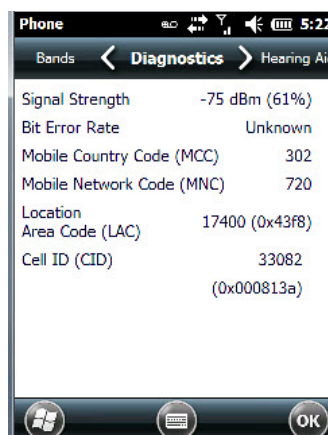 Phone 5:22
Bands Diagnostics Hearing Ai
Signal Strength -75 dBm (61%)
Bit Error Rate Unknown
Mobile Country Code (MCC) 302
Mobile Network Code (MNC) 720
Location
Area Code (LAC) 17400 (0x43f8)
Cell ID (CID) 33082
(0x000813a)
OK